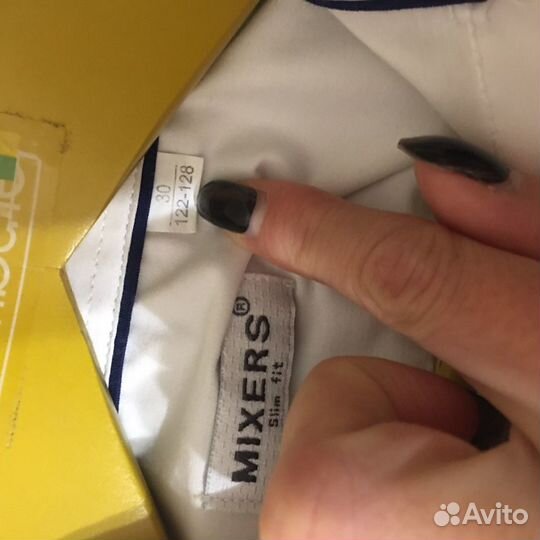 30
122-128
MIXERS®
Slim fit
Avito